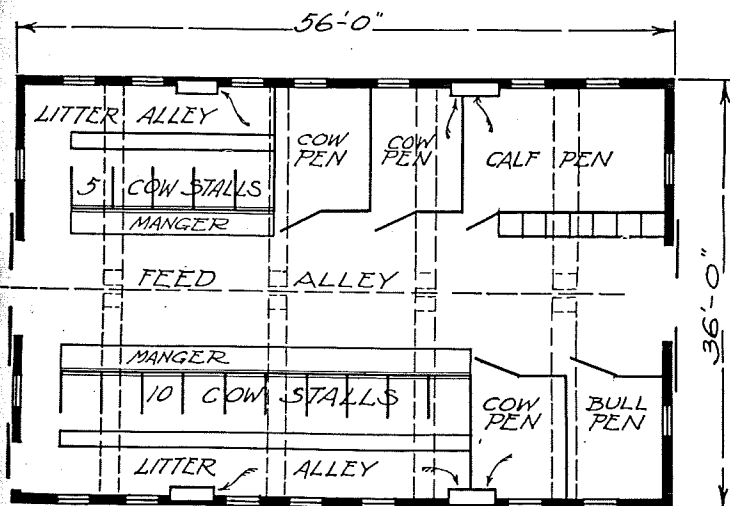 56'-0"
LITTER ALLEY
COW
PEN
COW
PEN
CALF PEN
5 COW STALLS
MANGER
FEED ALLEY
36'-0"
MANGER
10 COW STALLS
COW
PEN
BULL
PEN
LITTER ALLEY